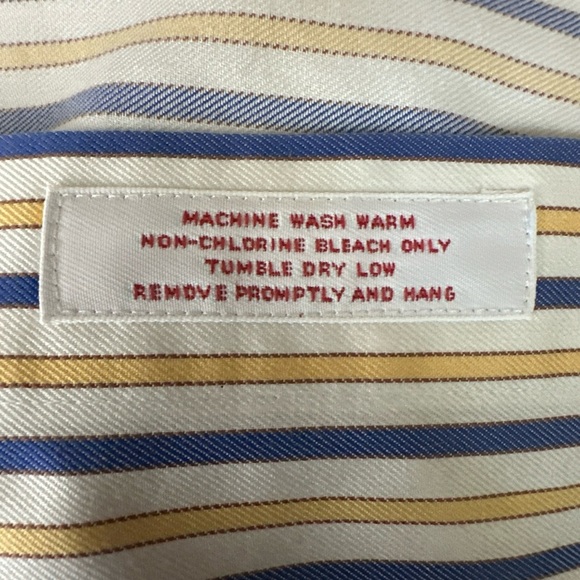 MACHINE WASH WARM
NON-CHLORINE BLEACH ONLY
TUMBLE DRY LOW
REMOVE PROMPTLY AND HANG